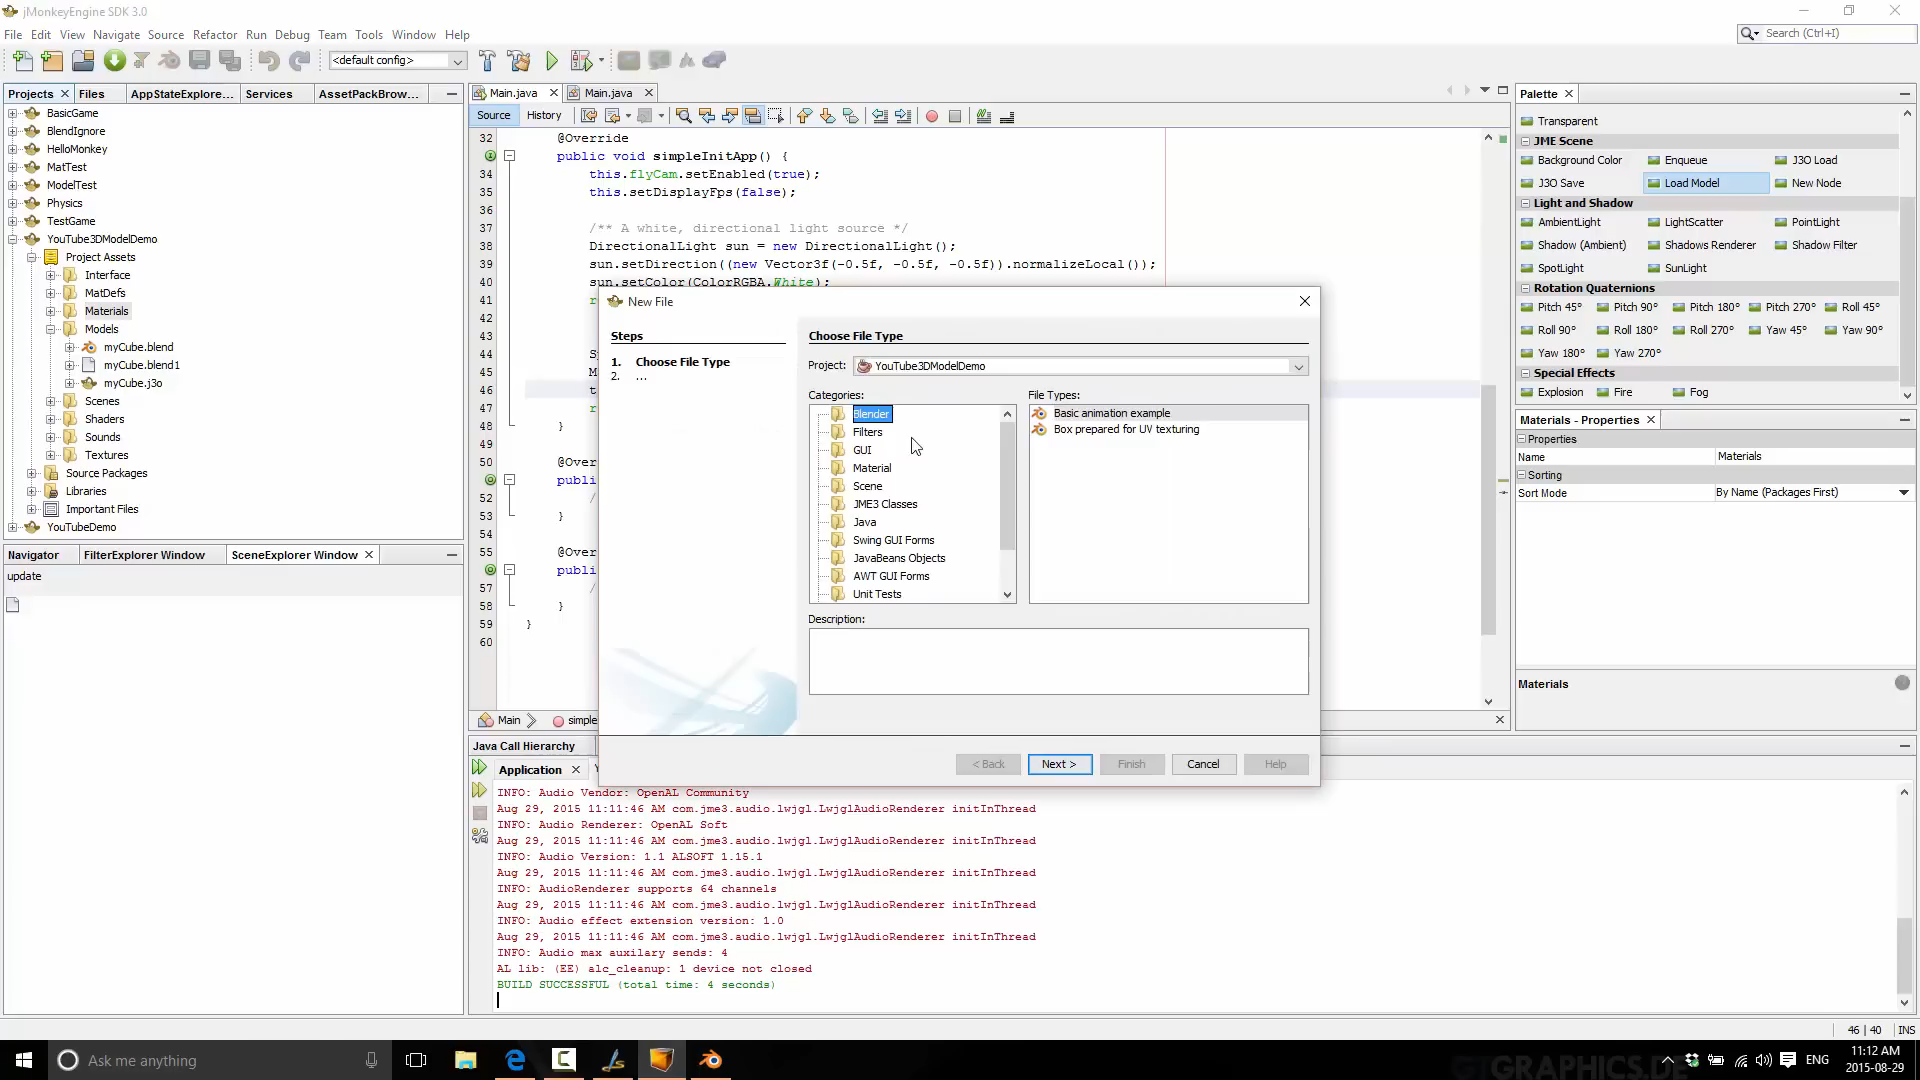 jMonkeyEngine SDK 3.0
File Edit View Navigate Source Refactor Run Debug Team Tools Window Help
Search (Ctrl+I)
<default config>
Projects Files AppStateExplore... Services AssetPackBrow...
BasicGame
BlendIgnore
HelloMonkey
MatTest
ModelTest
Physics
TestGame
YouTube3DModelDemo
Project Assets
Interface
MatDefs
Materials
Models
myCube.blend
myCube.blend1
myCube.j3o
Scenes
Shaders
Sounds
Textures
Source Packages
Libraries
Important Files
YouTubeDemo
Navigator FilterExplorer Window SceneExplorer Window
update
Main.java Main.java
Source History
32 @Override
public void simpleInitApp() {
34 this.flyCam.setEnabled(true);
35 this.setDisplayFps(false);
36
37 /** A white, directional light source */
38 DirectionalLight sun = new DirectionalLight();
39 sun.setDirection((new Vector3f(-0.5f, -0.5f, -0.5f)).normalizeLocal());
40 sun.setColor(ColorRGBA.White);
41 r
42
43
44 S
45 M
46 t
47 r
48 }
49
50 @Over
publi
52 /
53 }
54
55 @Over
publi
57 /
58 }
59 }
60
Main simple
New File
Steps
1. Choose File Type
2. ...
Choose File Type
Project: YouTube3DModelDemo
Categories:
Blender
Filters
GUI
Material
Scene
JME3 Classes
Java
Swing GUI Forms
JavaBeans Objects
AWT GUI Forms
Unit Tests
File Types:
Basic animation example
Box prepared for UV texturing
Description:
< Back Next > Finish Cancel Help
Java Call Hierarchy
Application
INFO: Audio Vendor: OpenAL Community
Aug 29, 2015 11:11:46 AM com.jme3.audio.lwjgl.LwjglAudioRenderer initInThread
INFO: Audio Renderer: OpenAL Soft
Aug 29, 2015 11:11:46 AM com.jme3.audio.lwjgl.LwjglAudioRenderer initInThread
INFO: Audio Version: 1.1 ALSOFT 1.15.1
Aug 29, 2015 11:11:46 AM com.jme3.audio.lwjgl.LwjglAudioRenderer initInThread
INFO: AudioRenderer supports 64 channels
Aug 29, 2015 11:11:46 AM com.jme3.audio.lwjgl.LwjglAudioRenderer initInThread
INFO: Audio effect extension version: 1.0
Aug 29, 2015 11:11:46 AM com.jme3.audio.lwjgl.LwjglAudioRenderer initInThread
INFO: Audio max auxilary sends: 4
AL lib: (EE) alc_cleanup: 1 device not closed
BUILD SUCCESSFUL (total time: 4 seconds)
Palette
Transparent
JME Scene
Background Color Enqueue J3O Load
J3O Save Load Model New Node
Light and Shadow
AmbientLight LightScatter PointLight
Shadow (Ambient) Shadows Renderer Shadow Filter
SpotLight SunLight
Rotation Quaternions
Pitch 45° Pitch 90° Pitch 180° Pitch 270° Roll 45°
Roll 90° Roll 180° Roll 270° Yaw 45° Yaw 90°
Yaw 180° Yaw 270°
Special Effects
Explosion Fire Fog
Materials - Properties
Properties
Name Materials
Sorting
Sort Mode By Name (Packages First)
Materials
46 | 40 INS
Ask me anything
GTGRAPHICS.DE
ENG
11:12 AM
2015-08-29